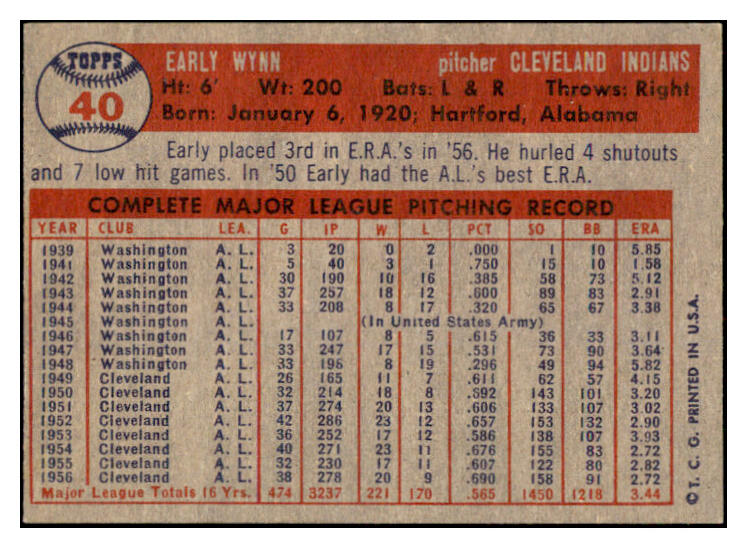 TOPPS
40
EARLY WYNN pitcher CLEVELAND INDIANS
Ht: 6' Wt: 200 Bats: L & R Throws: Right
Born: January 6, 1920; Hartford, Alabama
Early placed 3rd in E.R.A.'s in '56. He hurled 4 shutouts
and 7 low hit games. In '50 Early had the A.L.'s best E.R.A.
COMPLETE MAJOR LEAGUE PITCHING RECORD
YEAR CLUB LEA. G IP W L PCT SO BB ERA
1939 Washington A. L. 3 20 0 2 .000 1 10 5.85
1941 Washington A. L. 5 40 3 1 .750 15 10 1.58
1942 Washington A. L. 30 190 10 16 .385 58 73 5.12
1943 Washington A. L. 37 257 18 12 .600 89 83 2.91
1944 Washington A. L. 33 208 8 17 .320 65 67 3.38
1945 Washington A. L. (In United States Army)
1946 Washington A. L. 17 107 8 5 .615 36 33 3.11
1947 Washington A. L. 33 247 17 15 .531 73 90 3.64
1948 Washington A. L. 33 198 8 19 .296 49 94 5.82
1949 Cleveland A. L. 26 165 11 7 .611 62 57 4.15
1950 Cleveland A. L. 32 214 18 8 .692 143 101 3.20
1951 Cleveland A. L. 37 274 20 13 .606 133 107 3.02
1952 Cleveland A. L. 42 286 23 12 .657 153 132 2.90
1953 Cleveland A. L. 36 252 17 12 .586 138 107 3.93
1954 Cleveland A. L. 40 271 23 11 .676 155 83 2.72
1955 Cleveland A. L. 32 230 17 11 .607 122 80 2.82
1956 Cleveland A. L. 38 278 20 9 .690 158 91 2.72
Major League Totals 16 Yrs. 474 3237 221 170 .565 1450 1218 3.44
© T. C. G. PRINTED IN U.S.A.